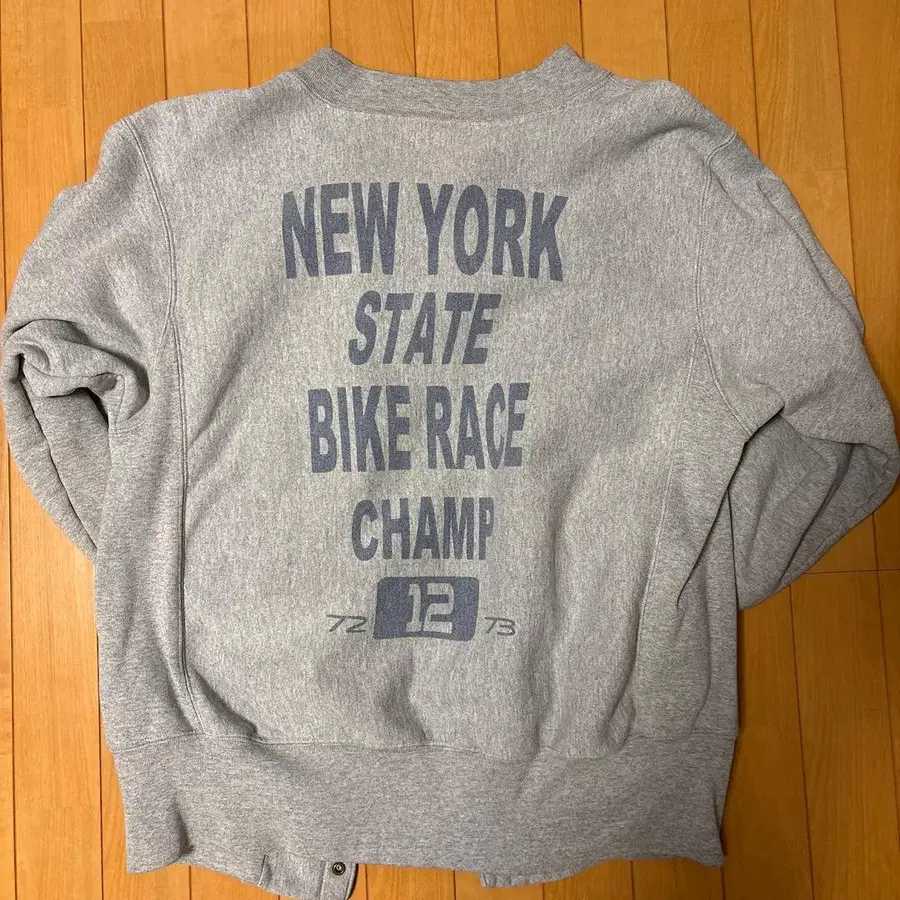 NEW YORK
STATE
BIKE RACE
CHAMP
72 12 73